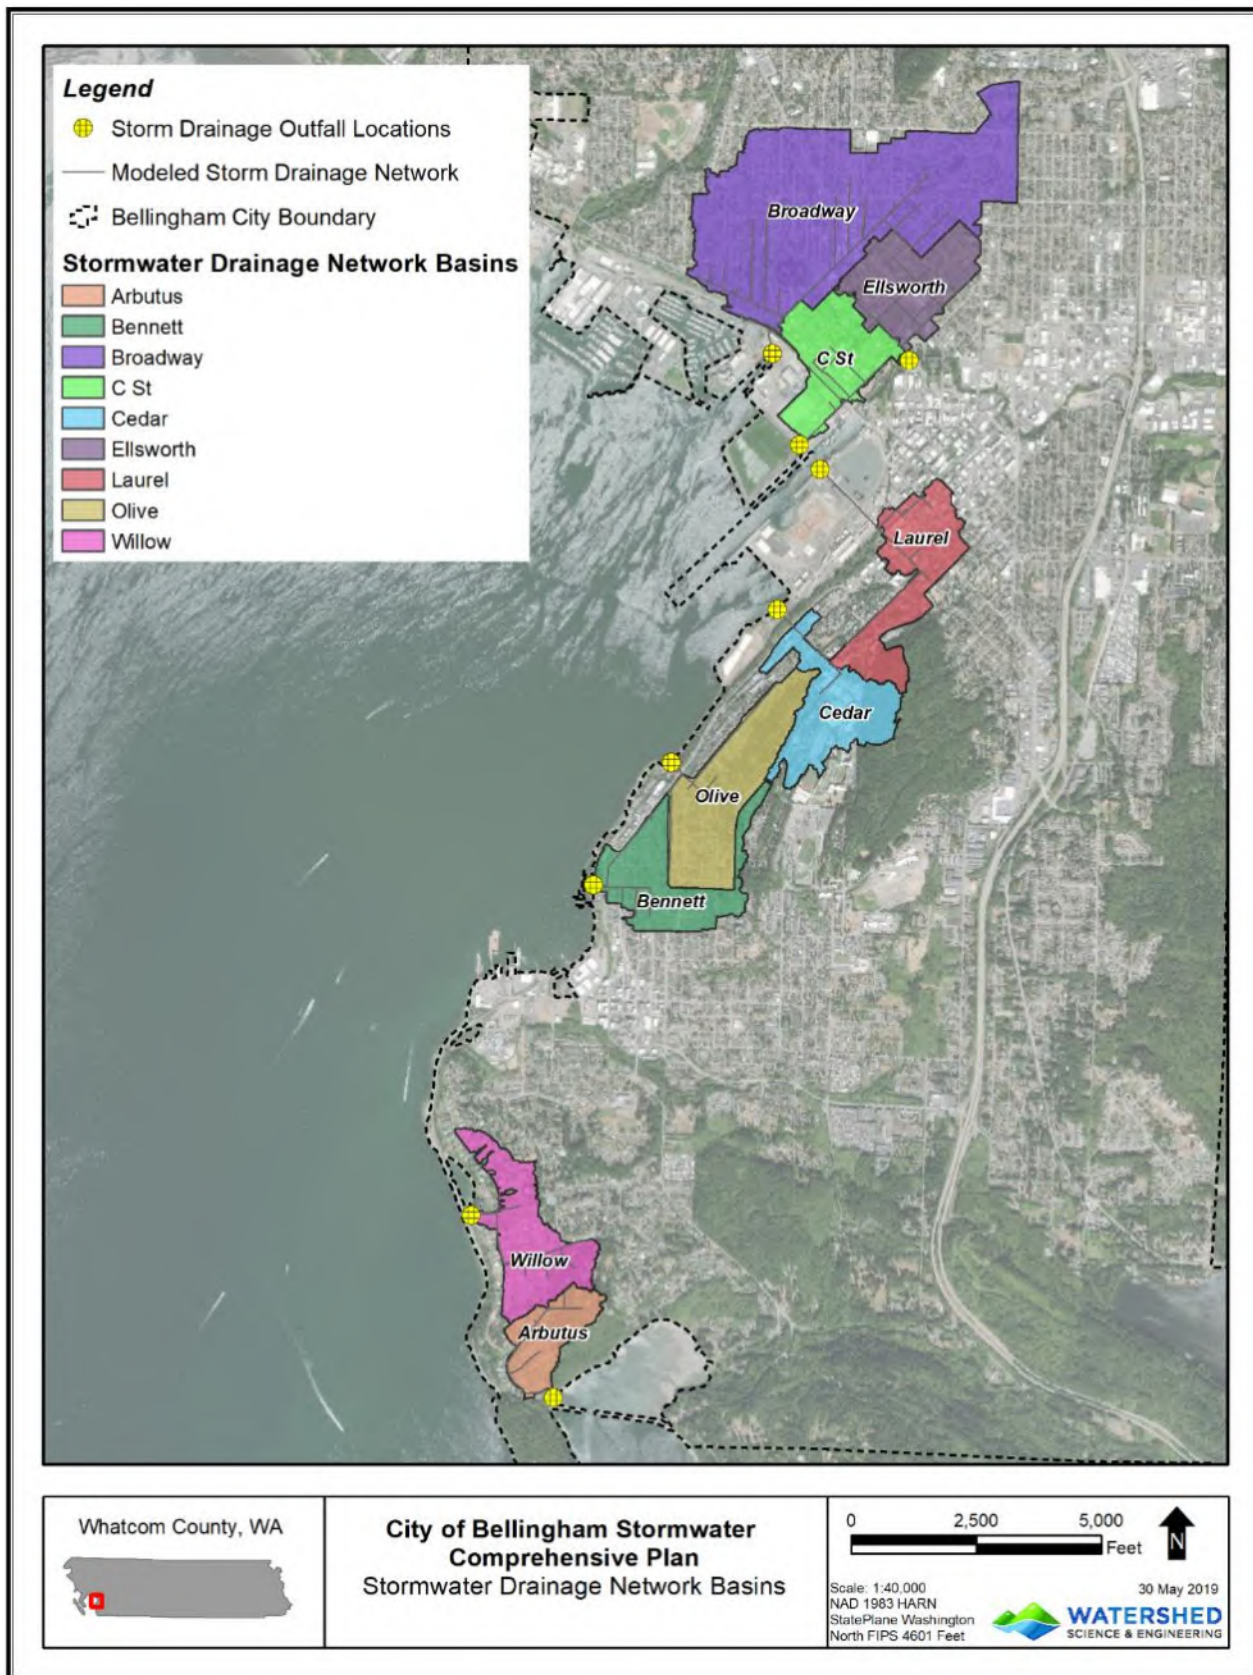 Legend
Storm Drainage Outfall Locations
Modeled Storm Drainage Network
Bellingham City Boundary
Stormwater Drainage Network Basins
Arbutus
Bennett
Broadway
C St
Cedar
Ellsworth
Laurel
Olive
Willow
Broadway
Ellsworth
C St
Laurel
Cedar
Olive
Bennett
Willow
Arbutus
Whatcom County, WA
City of Bellingham Stormwater
Comprehensive Plan
Stormwater Drainage Network Basins
0 2,500 5,000
Feet
N
Scale: 1:40,000
NAD 1983 HARN
StatePlane Washington
North FIPS 4601 Feet
30 May 2019
WATERSHED
SCIENCE & ENGINEERING